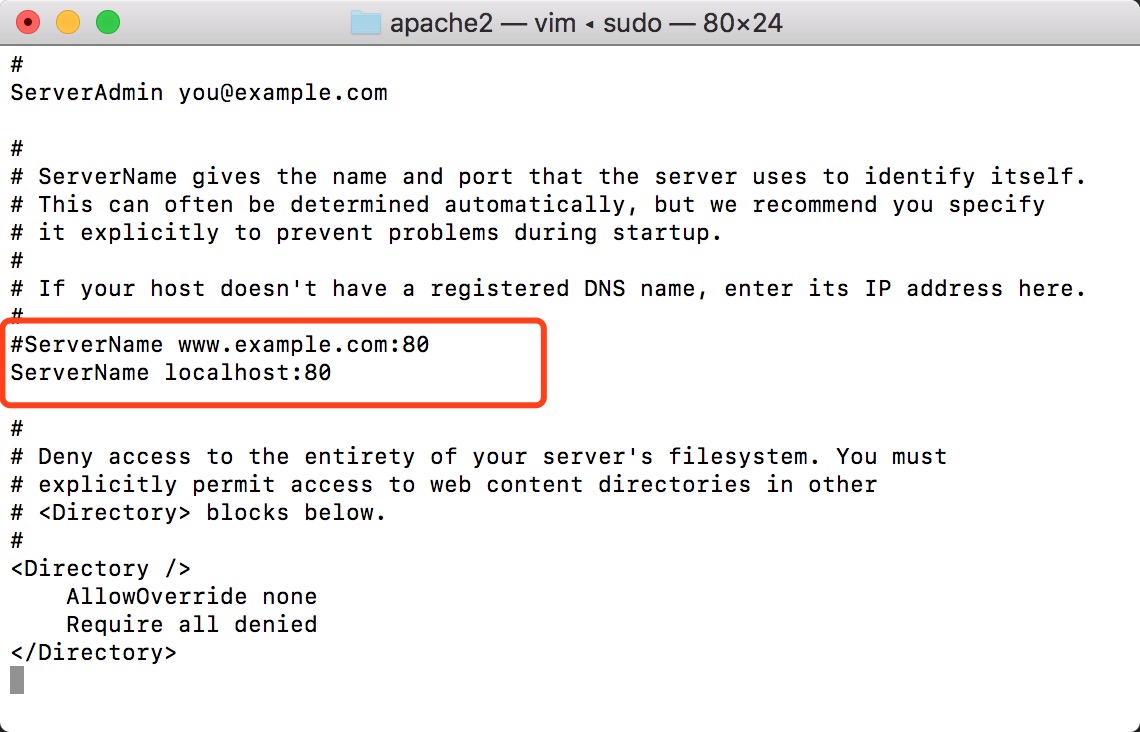 apache2 — vim ◂ sudo — 80×24
#
ServerAdmin you@example.com

#
# ServerName gives the name and port that the server uses to identify itself.
# This can often be determined automatically, but we recommend you specify
# it explicitly to prevent problems during startup.
#
# If your host doesn't have a registered DNS name, enter its IP address here.
#
#ServerName www.example.com:80
ServerName localhost:80

#
# Deny access to the entirety of your server's filesystem. You must
# explicitly permit access to web content directories in other
# <Directory> blocks below.
#
<Directory />
    AllowOverride none
    Require all denied
</Directory>